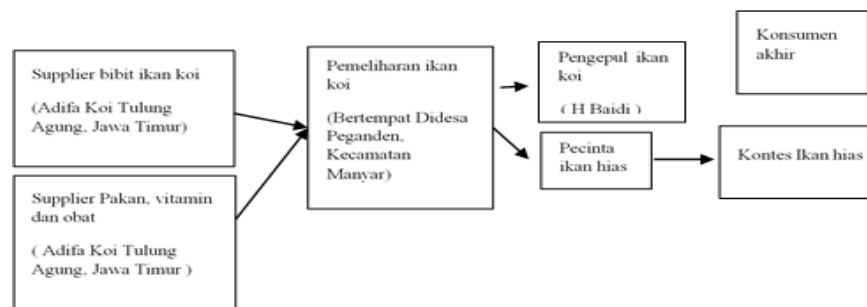 Supplier bibit ikan koi
(Adifa Koi Tulung
Agung, Jawa Timur)
Supplier Pakan, vitamin
dan obat
( Adifa Koi Tulung
Agung, Jawa Timur )
Pemeliharan ikan
koi
(Bertempat Didesa
Peganden,
Kecamatan
Manyar)
Pengepul ikan
koi
( H Baidi )
Pecinta
ikan hias
Konsumen
akhir
Kontes Ikan hias